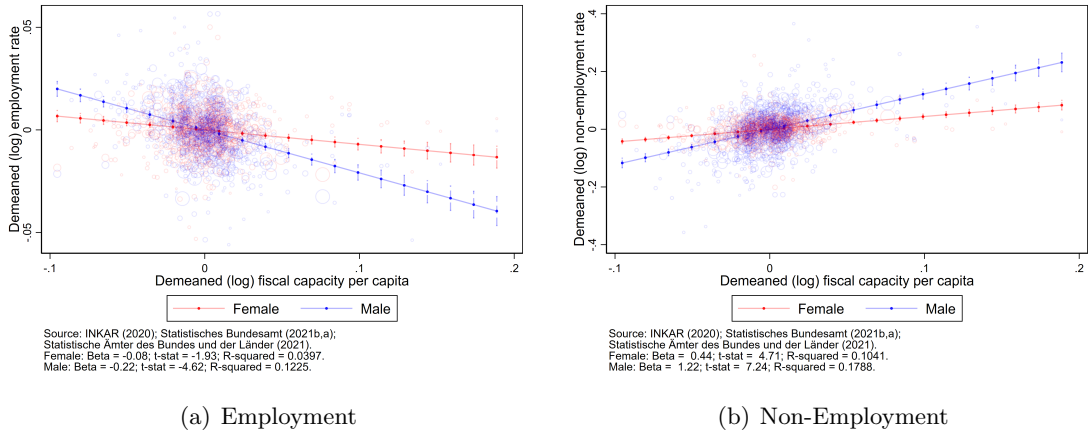 .05
0
-.05
Demeaned (log) employment rate
-.1
0
.1
.2
Demeaned (log) fiscal capacity per capita
Female
Male
Source: INKAR (2020); Statistisches Bundesamt (2021b,a);
Statistische Ämter des Bundes und der Länder (2021).
Female: Beta = -0.08; t-stat = -1.93; R-squared = 0.0397.
Male: Beta = -0.22; t-stat = -4.62; R-squared = 0.1225.
(a) Employment
.4
.2
0
-.2
-.4
Demeaned (log) non-employment rate
-.1
0
.1
.2
Demeaned (log) fiscal capacity per capita
Female
Male
Source: INKAR (2020); Statistisches Bundesamt (2021b,a);
Statistische Ämter des Bundes und der Länder (2021).
Female: Beta = 0.44; t-stat = 4.71; R-squared = 0.1041.
Male: Beta = 1.22; t-stat = 7.24; R-squared = 0.1788.
(b) Non-Employment